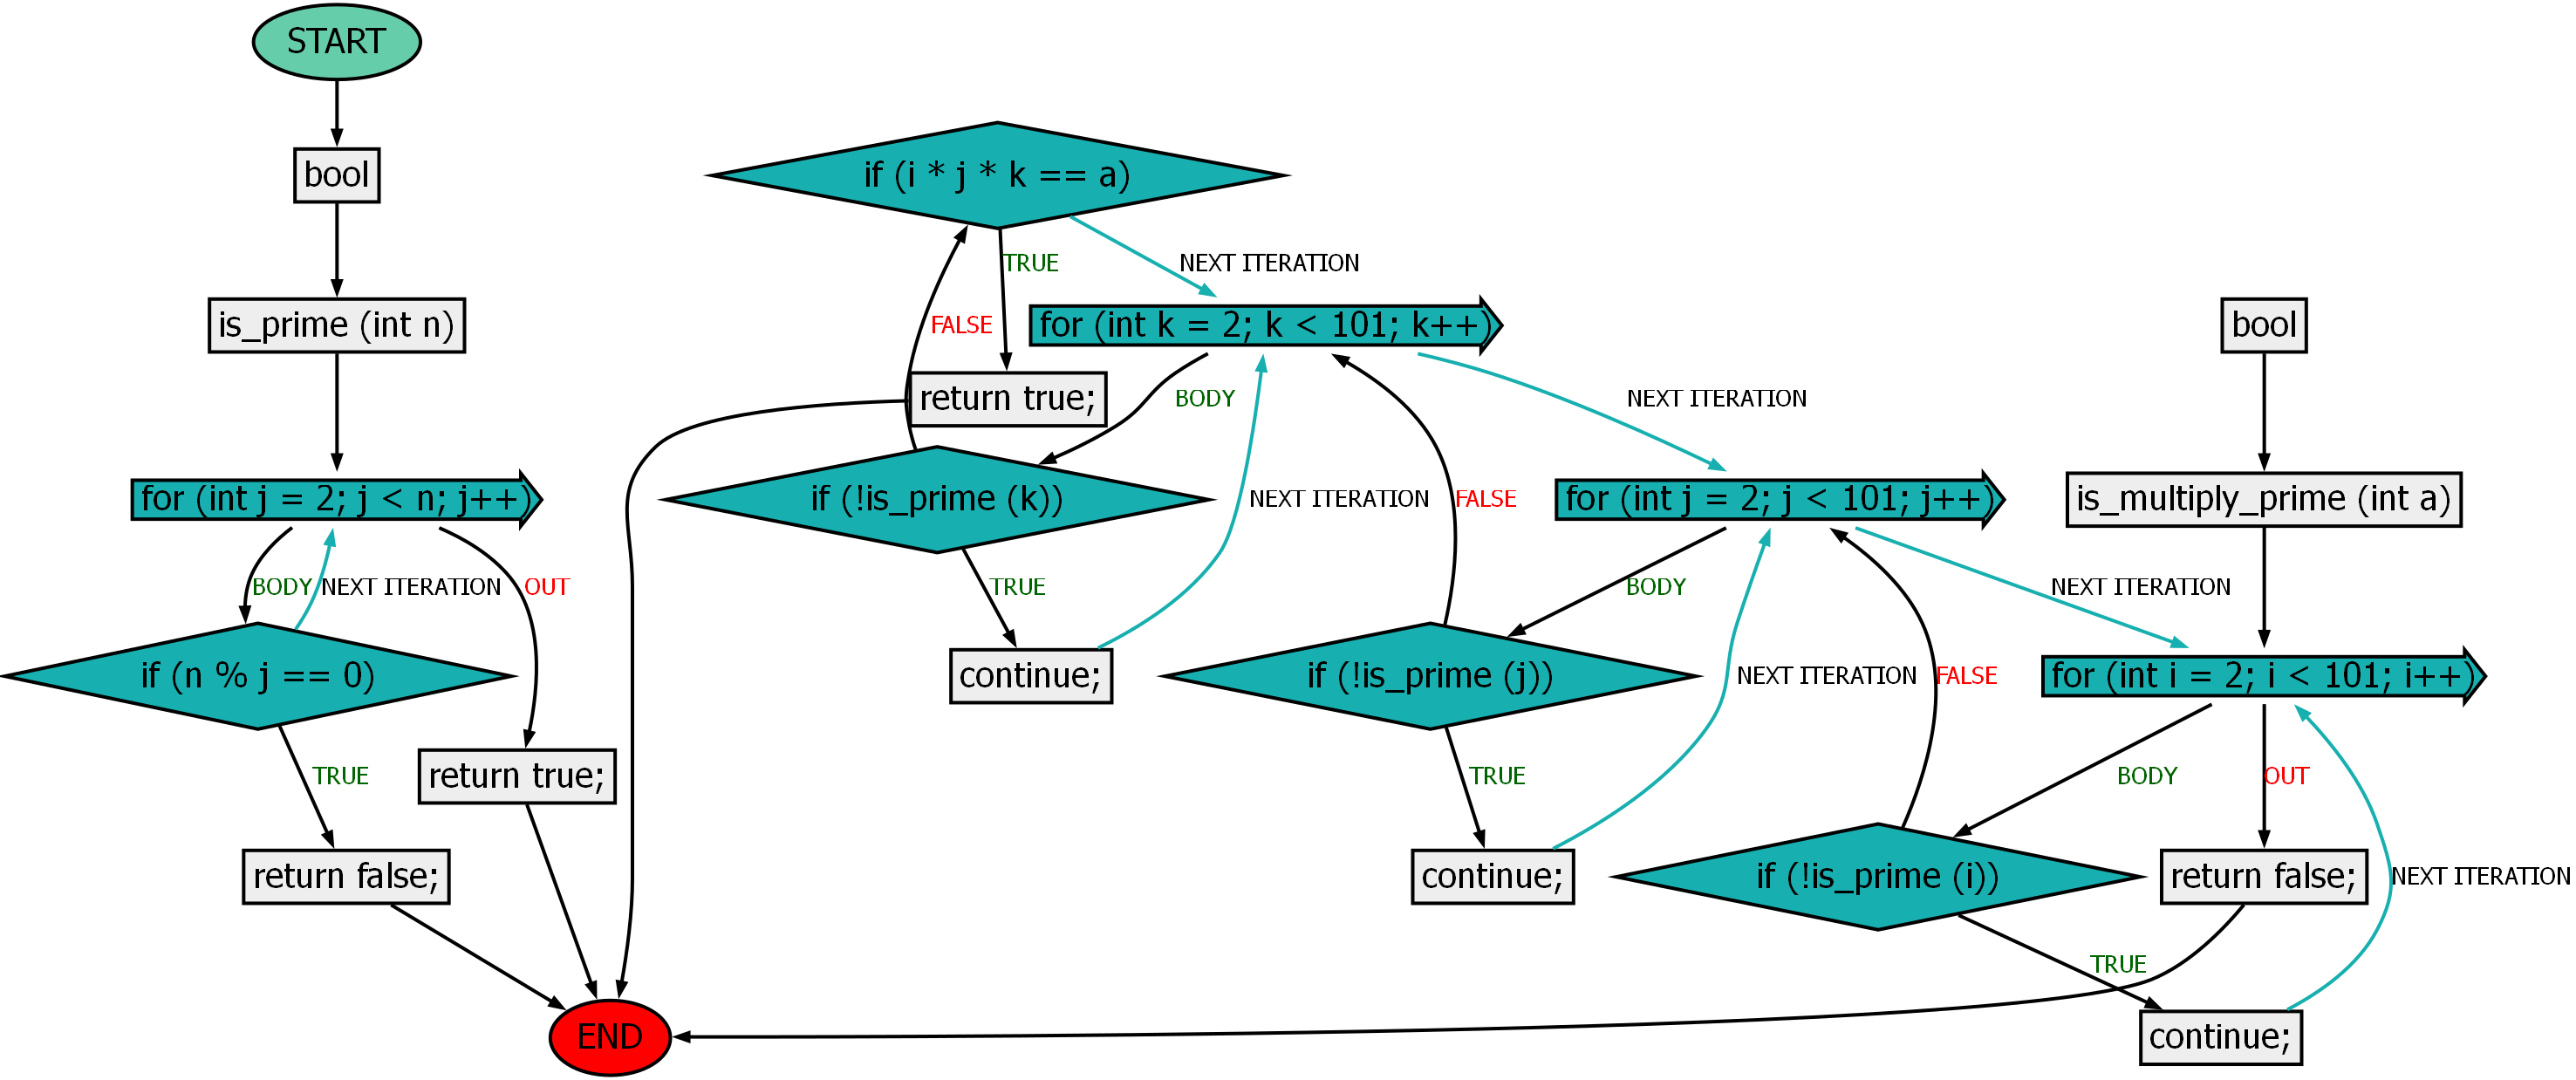 START
bool
is_prime (int n)
for (int j = 2; j < n; j++)
BODY
NEXT ITERATION
OUT
if (n % j == 0)
TRUE
return true;
return false;
END
if (i * j * k == a)
TRUE
NEXT ITERATION
FALSE
for (int k = 2; k < 101; k++)
return true;
BODY
NEXT ITERATION
if (!is_prime (k))
NEXT ITERATION
FALSE
TRUE
continue;
for (int j = 2; j < 101; j++)
BODY
NEXT ITERATION
if (!is_prime (j))
NEXT ITERATION
FALSE
TRUE
continue;
bool
is_multiply_prime (int a)
for (int i = 2; i < 101; i++)
BODY
OUT
if (!is_prime (i))
return false;
NEXT ITERATION
TRUE
continue;